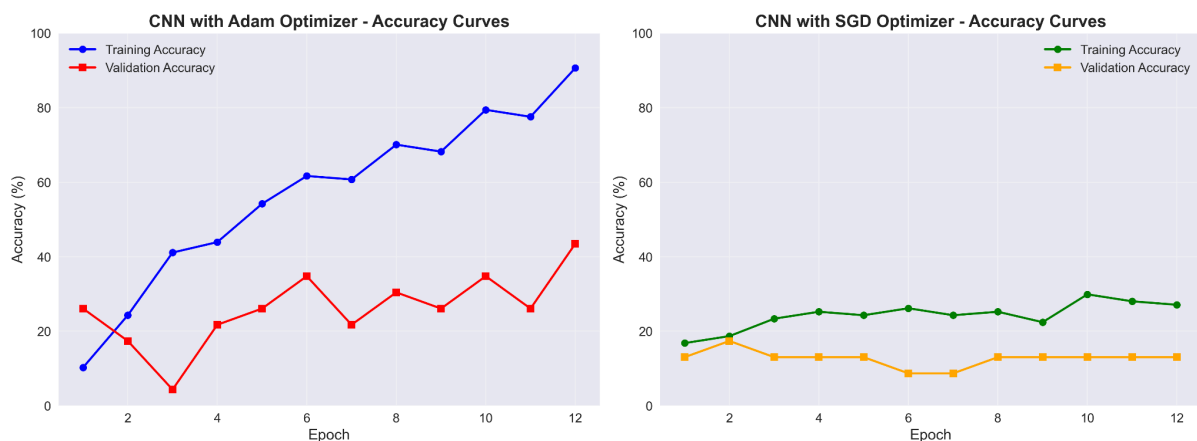 CNN with Adam Optimizer - Accuracy Curves
Training Accuracy
Validation Accuracy
100
80
60
40
20
0
Accuracy (%)
2
4
6
8
10
12
Epoch
CNN with SGD Optimizer - Accuracy Curves
Training Accuracy
Validation Accuracy
100
80
60
40
20
0
Accuracy (%)
2
4
6
8
10
12
Epoch